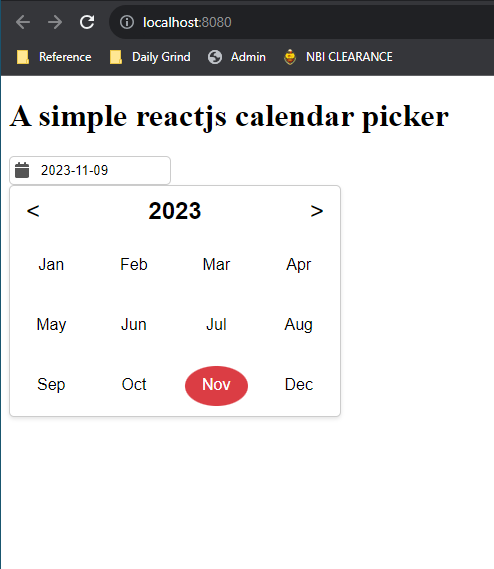 localhost:8080
Reference Daily Grind Admin NBI CLEARANCE
A simple reactjs calendar picker
2023-11-09
< 2023 >
Jan Feb Mar Apr
May Jun Jul Aug
Sep Oct Nov Dec